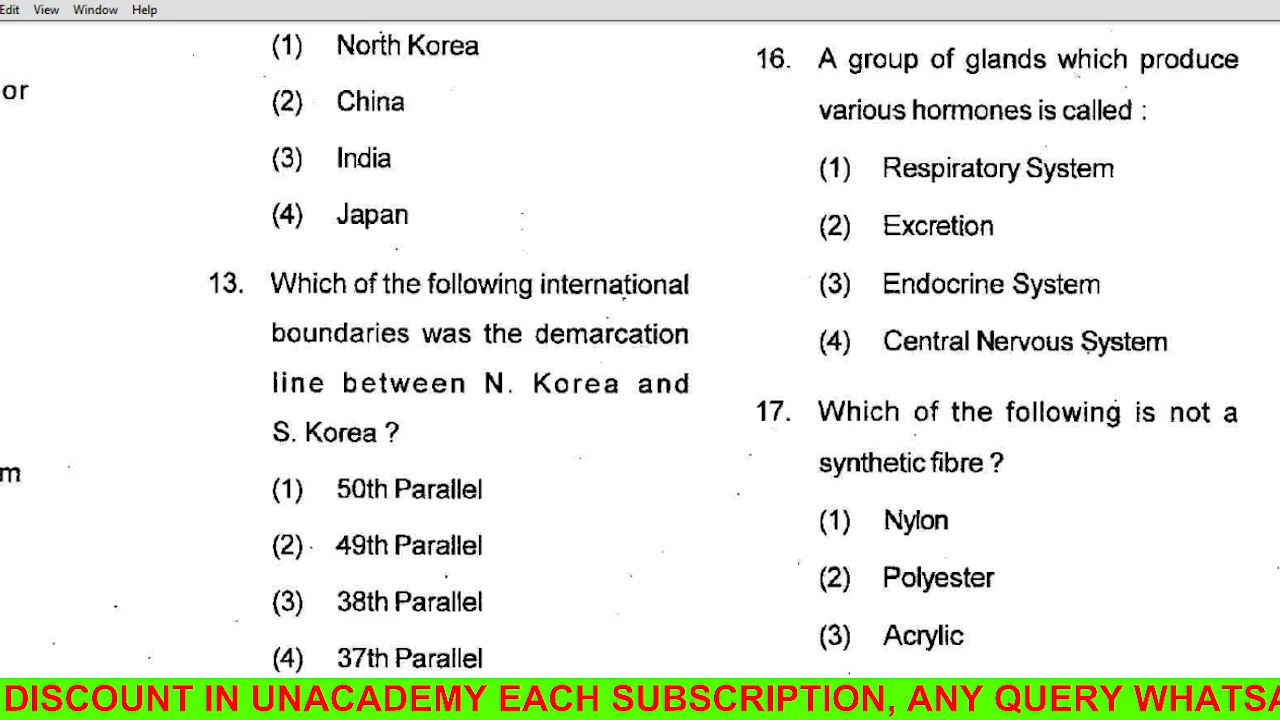 Edit View Window Help
or
m
(1) North Korea
(2) China
(3) India
(4) Japan
13. Which of the following international
boundaries was the demarcation
line between N. Korea and
S. Korea ?
(1) 50th Parallel
(2) 49th Parallel
(3) 38th Parallel
(4) 37th Parallel
16. A group of glands which produce
various hormones is called :
(1) Respiratory System
(2) Excretion
(3) Endocrine System
(4) Central Nervous System
17. Which of the following is not a
synthetic fibre ?
(1) Nylon
(2) Polyester
(3) Acrylic
DISCOUNT IN UNACADEMY EACH SUBSCRIPTION, ANY QUERY WHATSA